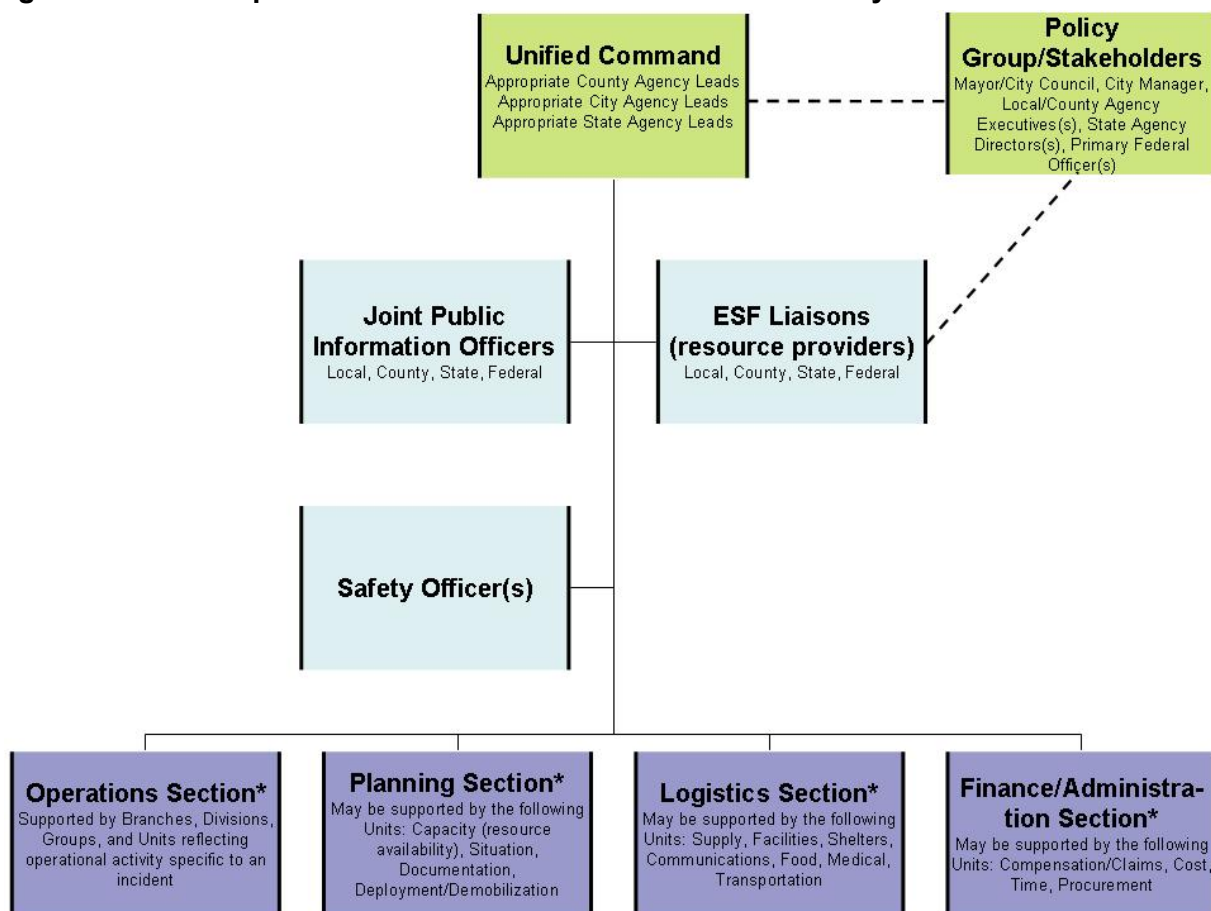 Unified Command
Appropriate County Agency Leads
Appropriate City Agency Leads
Appropriate State Agency Leads
Policy
Group/Stakeholders
Mayor/City Council, City Manager,
Local/County Agency
Executives(s), State Agency
Directors(s), Primary Federal
Officer(s)
Joint Public
Information Officers
Local, County, State, Federal
ESF Liaisons
(resource providers)
Local, County, State, Federal
Safety Officer(s)
Operations Section*
Supported by Branches, Divisions,
Groups, and Units reflecting
operational activity specific to an
incident
Planning Section*
May be supported by the following
Units: Capacity (resource
availability), Situation,
Documentation,
Deployment/Demobilization
Logistics Section*
May be supported by the following
Units: Supply, Facilities, Shelters,
Communications, Food, Medical,
Transportation
Finance/Administra-
tion Section*
May be supported by the following
Units: Compensation/Claims, Cost,
Time, Procurement